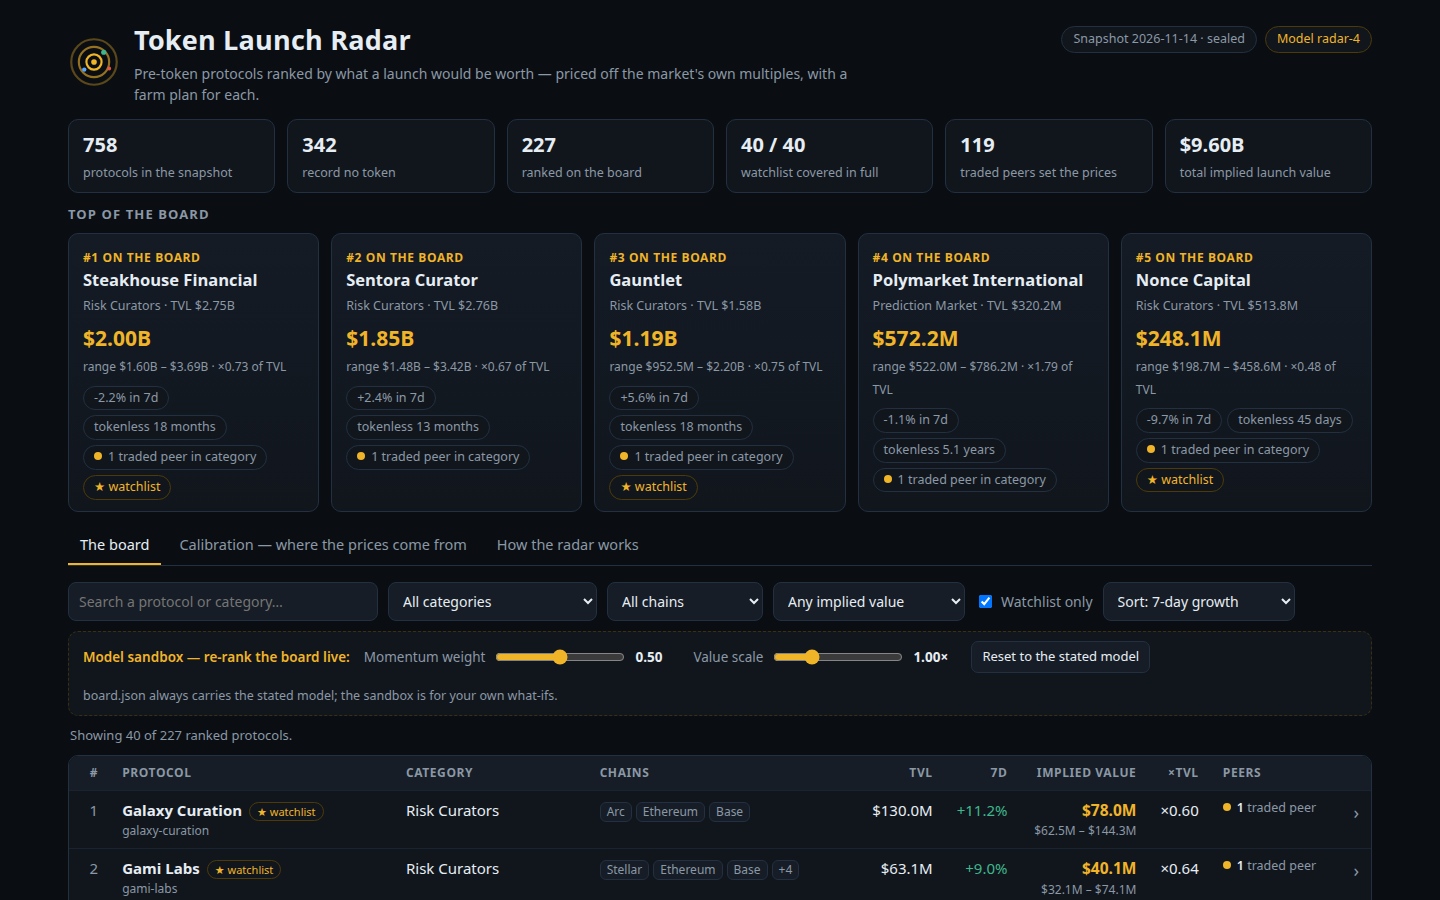 Token Launch Radar
Snapshot 2026-11-14 · sealed
Model radar-4
Pre-token protocols ranked by what a launch would be worth — priced off the market's own multiples, with a
farm plan for each.
758
protocols in the snapshot
342
record no token
227
ranked on the board
40 / 40
watchlist covered in full
119
traded peers set the prices
$9.60B
total implied launch value
TOP OF THE BOARD
#1 ON THE BOARD
Steakhouse Financial
Risk Curators · TVL $2.75B
$2.00B
range $1.60B – $3.69B · ×0.73 of TVL
-2.2% in 7d
tokenless 18 months
1 traded peer in category
★ watchlist
#2 ON THE BOARD
Sentora Curator
Risk Curators · TVL $2.76B
$1.85B
range $1.48B – $3.42B · ×0.67 of TVL
+2.4% in 7d
tokenless 13 months
1 traded peer in category
#3 ON THE BOARD
Gauntlet
Risk Curators · TVL $1.58B
$1.19B
range $952.5M – $2.20B · ×0.75 of TVL
+5.6% in 7d
tokenless 18 months
1 traded peer in category
★ watchlist
#4 ON THE BOARD
Polymarket International
Prediction Market · TVL $320.2M
$572.2M
range $522.0M – $786.2M · ×1.79 of
TVL
-1.1% in 7d
tokenless 5.1 years
1 traded peer in category
#5 ON THE BOARD
Nonce Capital
Risk Curators · TVL $513.8M
$248.1M
range $198.7M – $458.6M · ×0.48 of
TVL
-9.7% in 7d
tokenless 45 days
1 traded peer in category
★ watchlist
The board
Calibration — where the prices come from
How the radar works
Search a protocol or category...
All categories
All chains
Any implied value
Watchlist only
Sort: 7-day growth
Model sandbox — re-rank the board live:
Momentum weight
0.50
Value scale
1.00×
Reset to the stated model
board.json always carries the stated model; the sandbox is for your own what-ifs.
Showing 40 of 227 ranked protocols.
# PROTOCOL CATEGORY CHAINS TVL 7D IMPLIED VALUE ×TVL PEERS
1 Galaxy Curation ★ watchlist Risk Curators Arc Ethereum Base $130.0M +11.2% $78.0M ×0.60 1 traded peer ›
galaxy-curation $62.5M – $144.3M
2 Gami Labs ★ watchlist Risk Curators Stellar Ethereum Base +4 $63.1M +9.0% $40.1M ×0.64 1 traded peer ›
gami-labs $32.1M – $74.1M